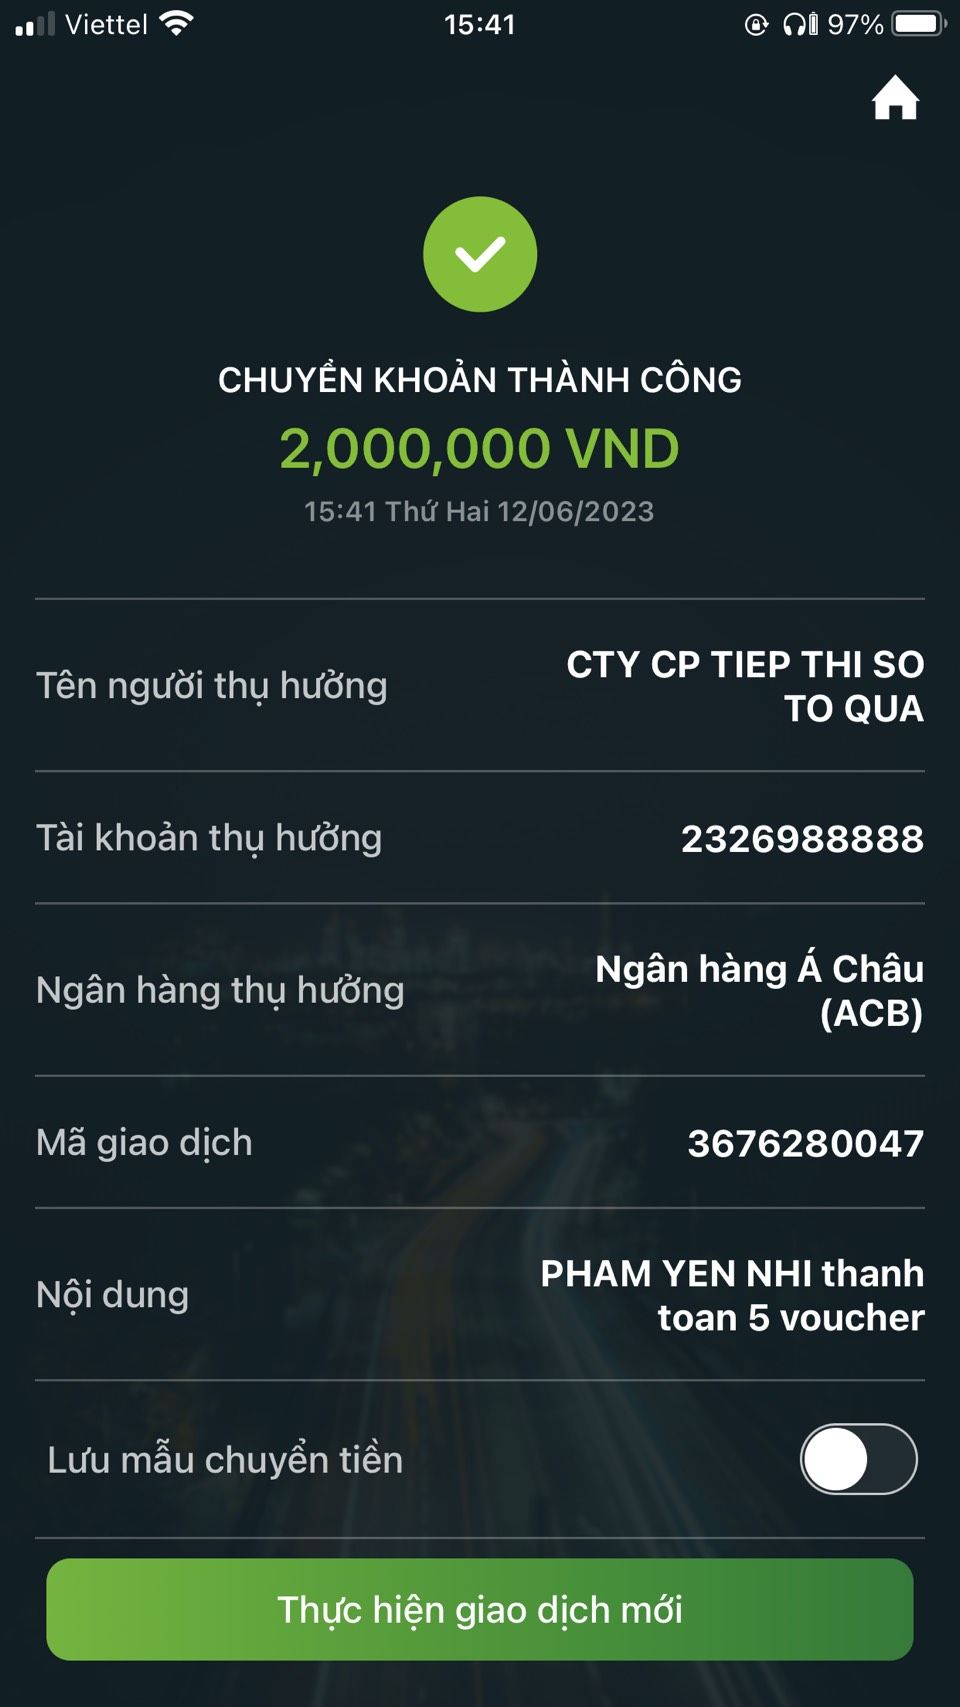 Viettel 15:41 97%
CHUYỂN KHOẢN THÀNH CÔNG
2,000,000 VND
15:41 Thứ Hai 12/06/2023
Tên người thụ hưởng
CTY CP TIEP THI SO
TO QUA
Tài khoản thụ hưởng
2326988888
Ngân hàng thụ hưởng
Ngân hàng Á Châu
(ACB)
Mã giao dịch
3676280047
Nội dung
PHAM YEN NHI thanh
toan 5 voucher
Lưu mẫu chuyển tiền
Thực hiện giao dịch mới